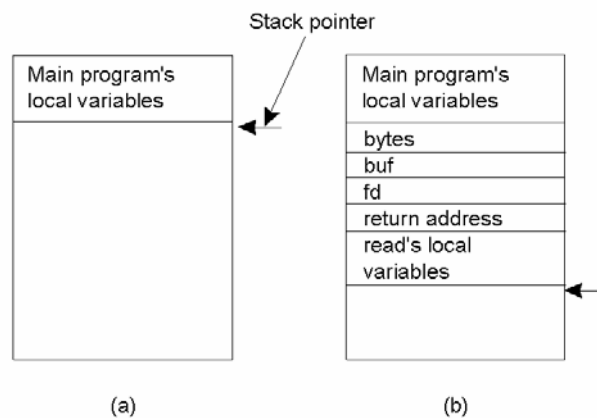 Stack pointer
Main program's
local variables
Main program's
local variables
bytes
buf
fd
return address
read's local
variables
(a)
(b)